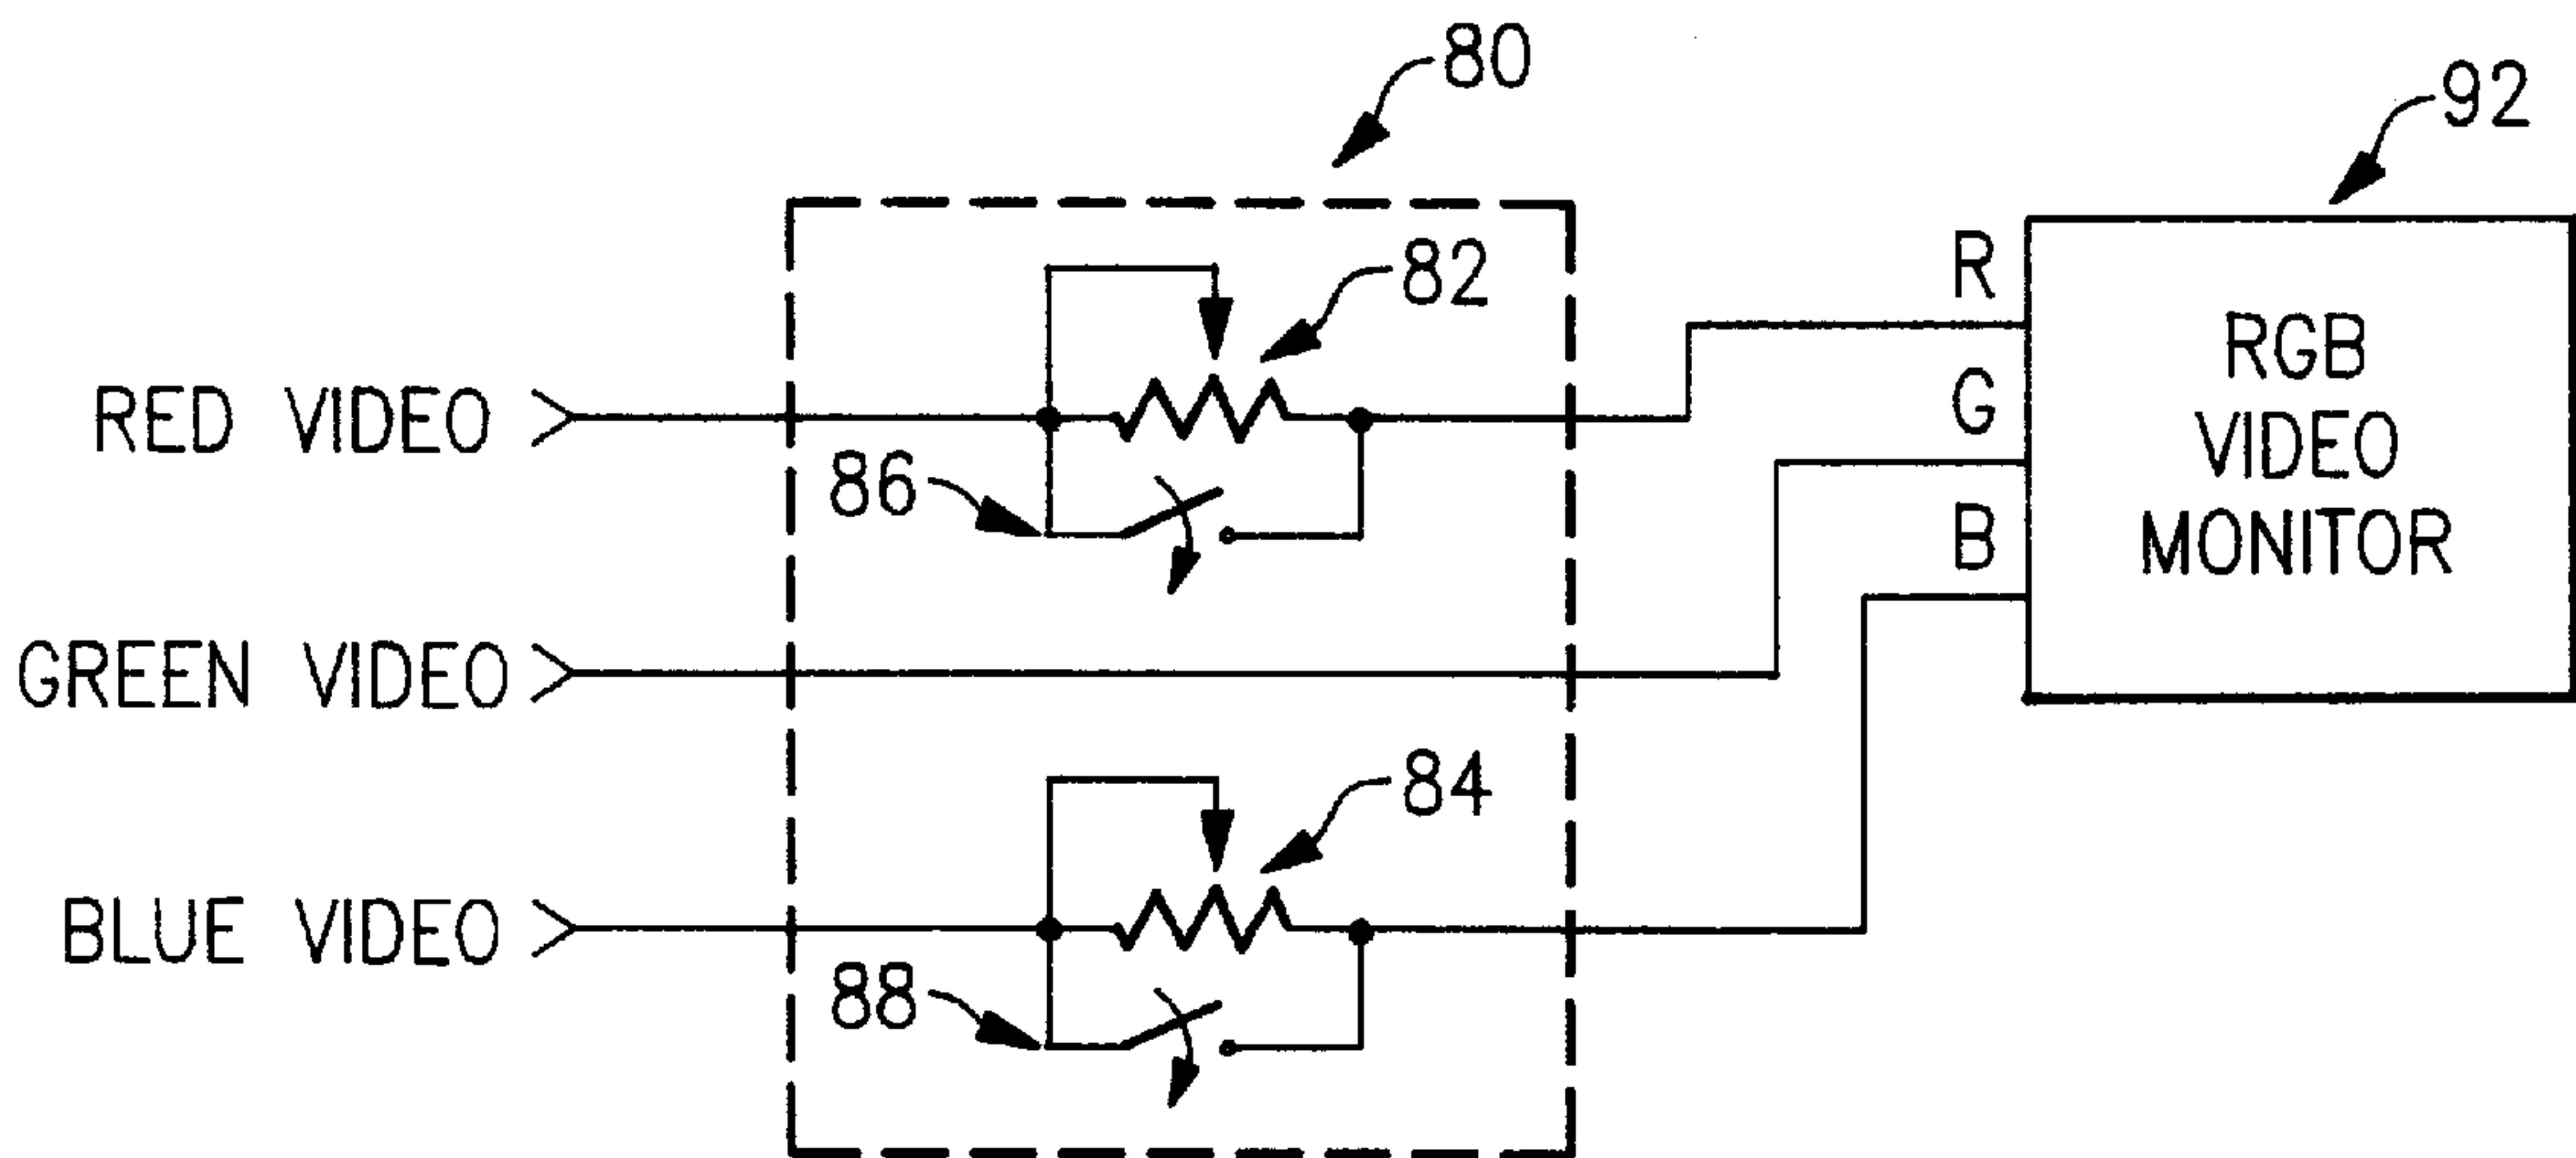 80
92
82
R
RED VIDEO
86
G
B
RGB
VIDEO
MONITOR
GREEN VIDEO
84
BLUE VIDEO
88